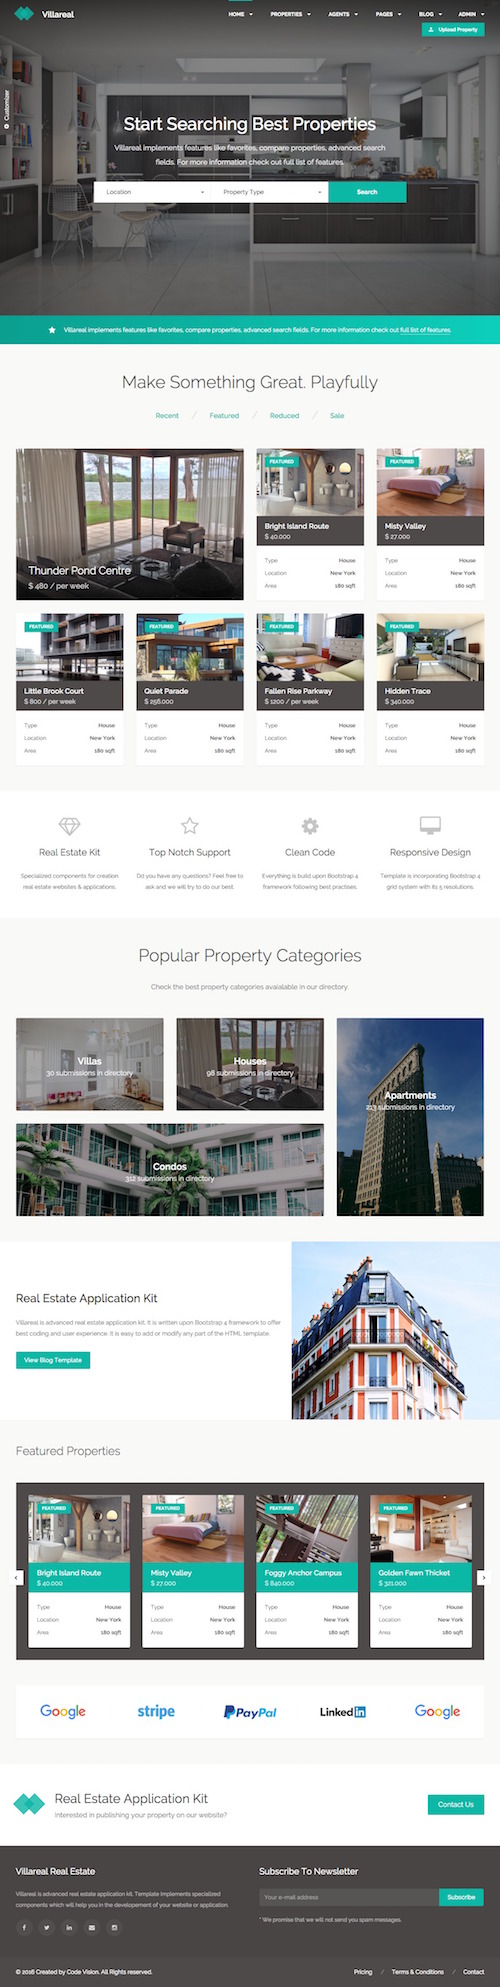 Villareal
HOME PROPERTIES AGENTS PAGES BLOG ADMIN
Upload Property
Customizer
Start Searching Best Properties
Villareal implements features like favorites, compare properties, advanced search
fields. For more information check out full list of features.
Location Property Type Search
Villareal implements features like favorites, compare properties, advanced search fields. For more information check out full list of features.
Make Something Great. Playfully
Recent / Featured / Reduced / Sale
Thunder Pond Centre
$ 480 / per week
FEATURED
Bright Island Route
$ 40.000
Type House
Location New York
Area 180 sqft
FEATURED
Misty Valley
$ 27.000
Type House
Location New York
Area 180 sqft
FEATURED
Little Brook Court
$ 800 / per week
Type House
Location New York
Area 180 sqft
FEATURED
Quiet Parade
$ 256.000
Type House
Location New York
Area 180 sqft
FEATURED
Fallen Rise Parkway
$ 1200 / per week
Type House
Location New York
Area 180 sqft
FEATURED
Hidden Trace
$ 340.000
Type House
Location New York
Area 180 sqft
Real Estate Kit
Specialized components for creation
real estate websites & applications.
Top Notch Support
Do you have any questions? Feel free to
ask and we will try to do our best.
Clean Code
Everything is build upon Bootstrap 4
framework following best practises.
Responsive Design
Template is incorporating Bootstrap 4
grid system with its 5 resolutions.
Popular Property Categories
Check the best property categories avaialable in our directory.
Villas
30 submissions in directory
Houses
98 submissions in directory
Apartments
213 submissions in directory
Condos
312 submissions in directory
Real Estate Application Kit
Villareal is advanced real estate application kit. It is written upon Bootstrap 4 framework to offer
best coding and user experience. It is easy to add or modify any part of the HTML template.
View Blog Template
Featured Properties
FEATURED
Bright Island Route
$ 40.000
Type House
Location New York
Area 180 sqft
FEATURED
Misty Valley
$ 27.000
Type House
Location New York
Area 180 sqft
FEATURED
Foggy Anchor Campus
$ 840.000
Type House
Location New York
Area 180 sqft
FEATURED
Golden Fawn Thicket
$ 321.000
Type House
Location New York
Area 180 sqft
Google stripe PayPal LinkedIn Google
Real Estate Application Kit
Interested in publishing your property on our website?
Contact Us
Villareal Real Estate
Villareal is advanced real estate application kit. Template implements specialized
components which will help you in the developement of your website or application.
Subscribe To Newsletter
Your e-mail address Subscribe
* We promise that we will not send you spam messages.
© 2016 Created by Code Vision. All Rights reserved.
Pricing / Terms & Conditions / Contact